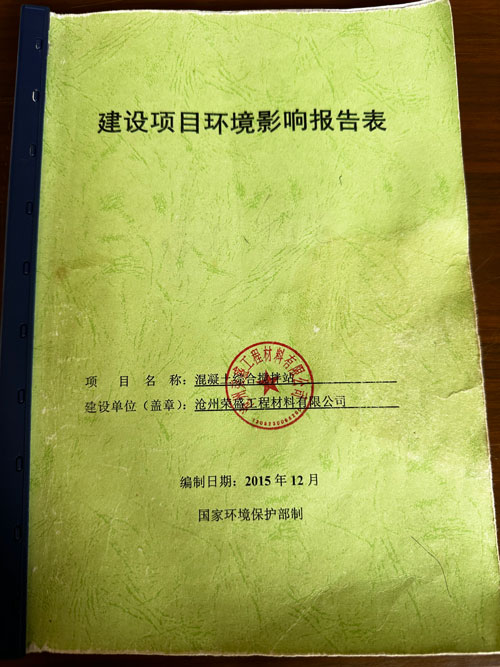 建设项目环境影响报告表
项目名称：混凝土综合搅拌站
建设单位（盖章）：沧州荣盛工程材料有限公司
编制日期：2015年12月
国家环境保护部制